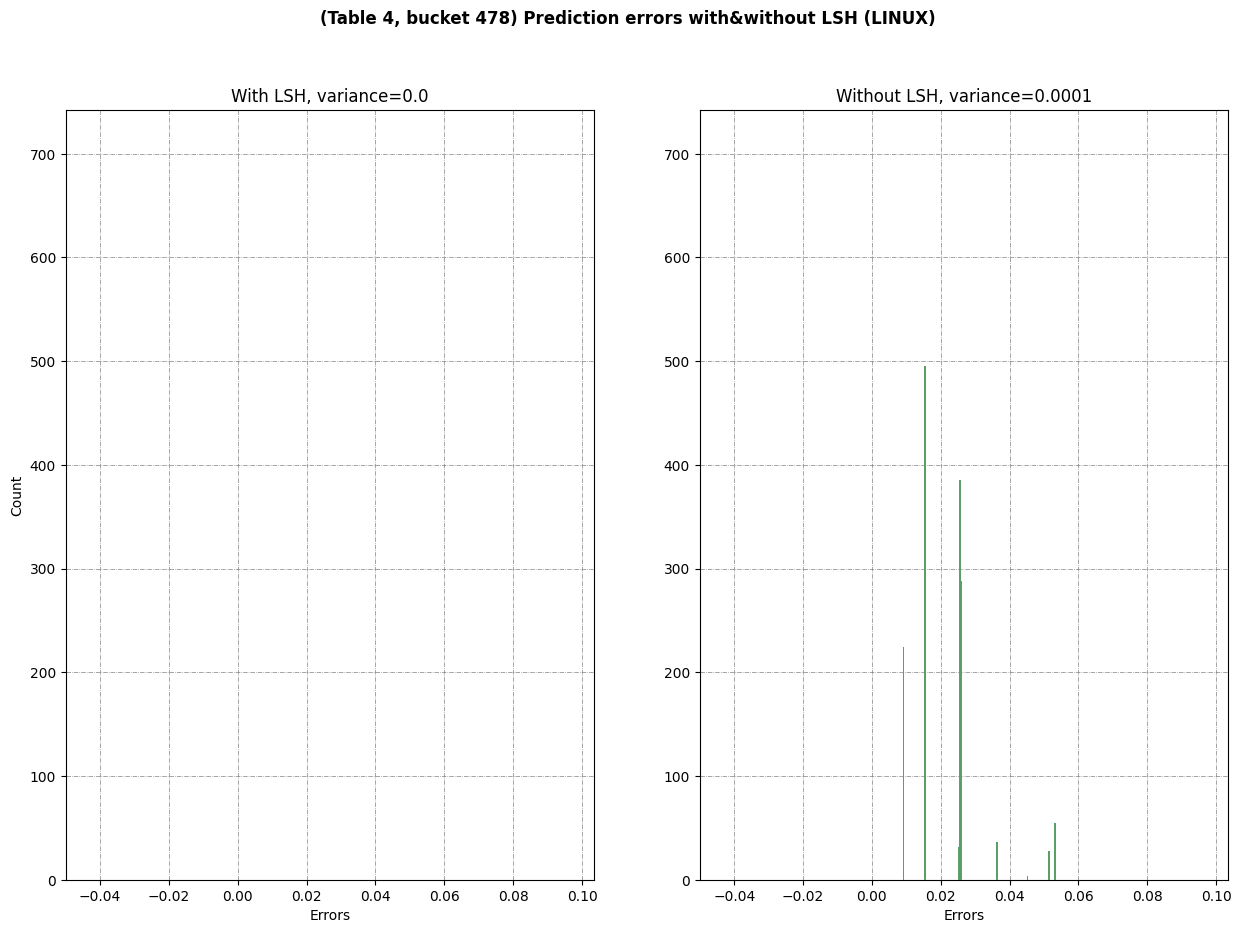 (Table 4, bucket 478) Prediction errors with&without LSH (LINUX)
With LSH, variance=0.0
700
600
500
400
300
200
100
0
Count
−0.04 −0.02 0.00 0.02 0.04 0.06 0.08 0.10
Errors
Without LSH, variance=0.0001
700
600
500
400
300
200
100
0
−0.04 −0.02 0.00 0.02 0.04 0.06 0.08 0.10
Errors